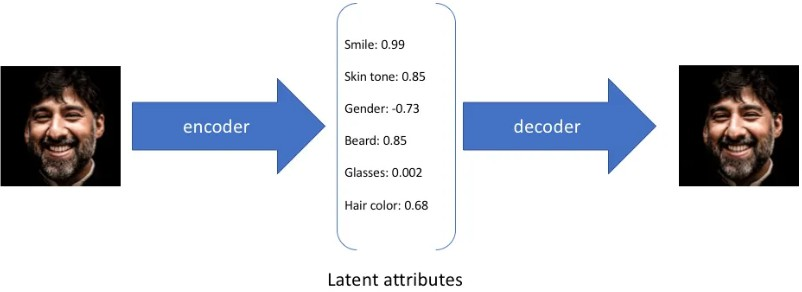 encoder
Smile: 0.99
Skin tone: 0.85
Gender: -0.73
Beard: 0.85
Glasses: 0.002
Hair color: 0.68
decoder
Latent attributes